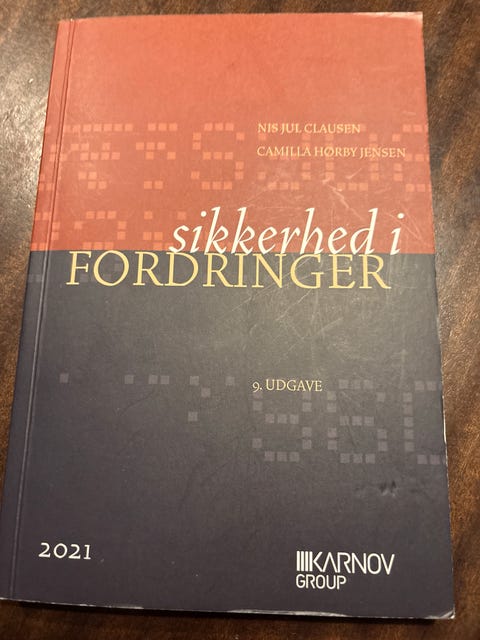 NIS JUL CLAUSEN
CAMILLA HØRBY JENSEN
sikkerhed i
FORDRINGER
9. UDGAVE
2021
KARNOV
GROUP